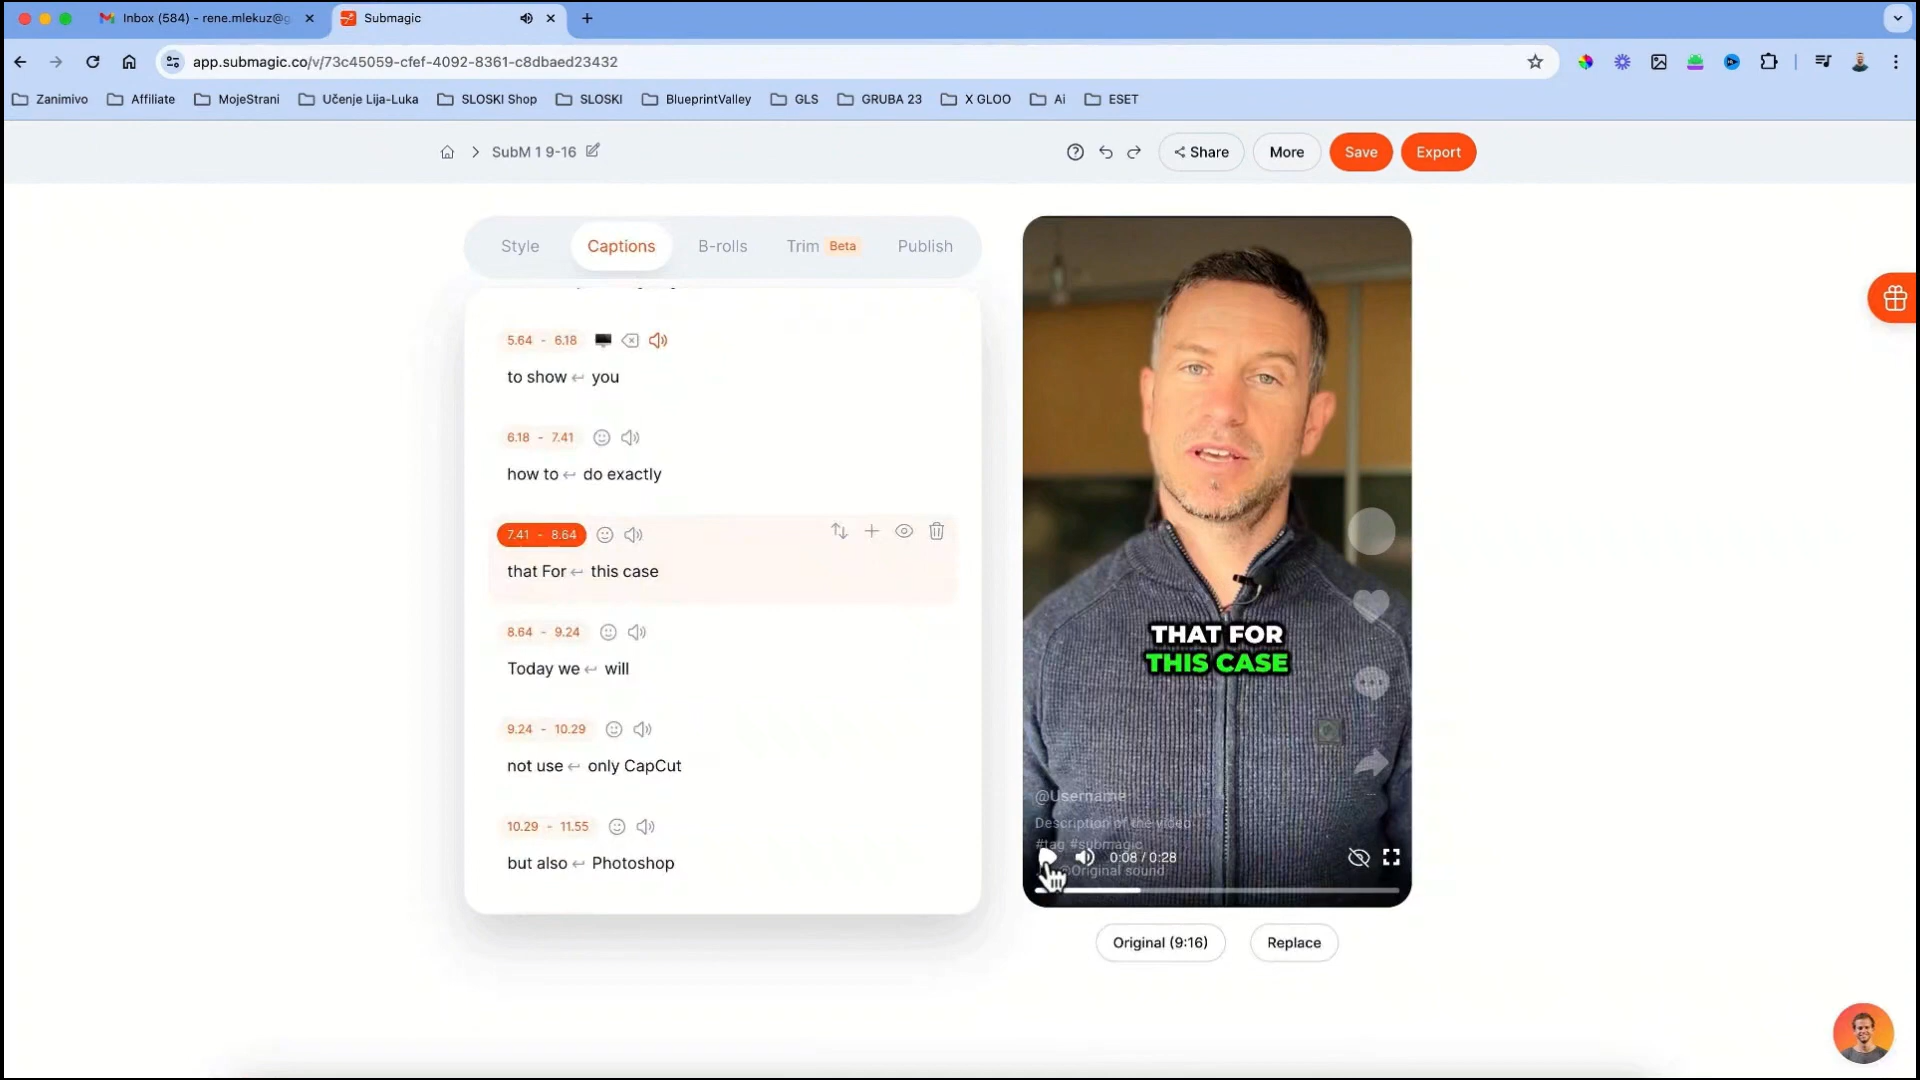 Inbox (584) - rene.mlekuz@g
Submagic
app.submagic.co/v/73c45059-cfef-4092-8361-c8dbaed23432
Zanimivo
Affiliate
MojeStrani
Učenje Lija-Luka
SLOSKI Shop
SLOSKI
BlueprintValley
GLS
GRUBA 23
X GLOO
Ai
ESET
SubM 1 9-16
Share
More
Save
Export
Style
Captions
B-rolls
Trim Beta
Publish
5.64 - 6.18
to show ↩ you
6.18 - 7.41
how to ↩ do exactly
7.41 - 8.64
that For ↩ this case
8.64 - 9.24
Today we ↩ will
9.24 - 10.29
not use ↩ only CapCut
10.29 - 11.55
but also ↩ Photoshop
THAT FOR
THIS CASE
@Username
Description of the video
#tag #submagic
0:08 / 0:28
@Original sound
Original (9:16)
Replace